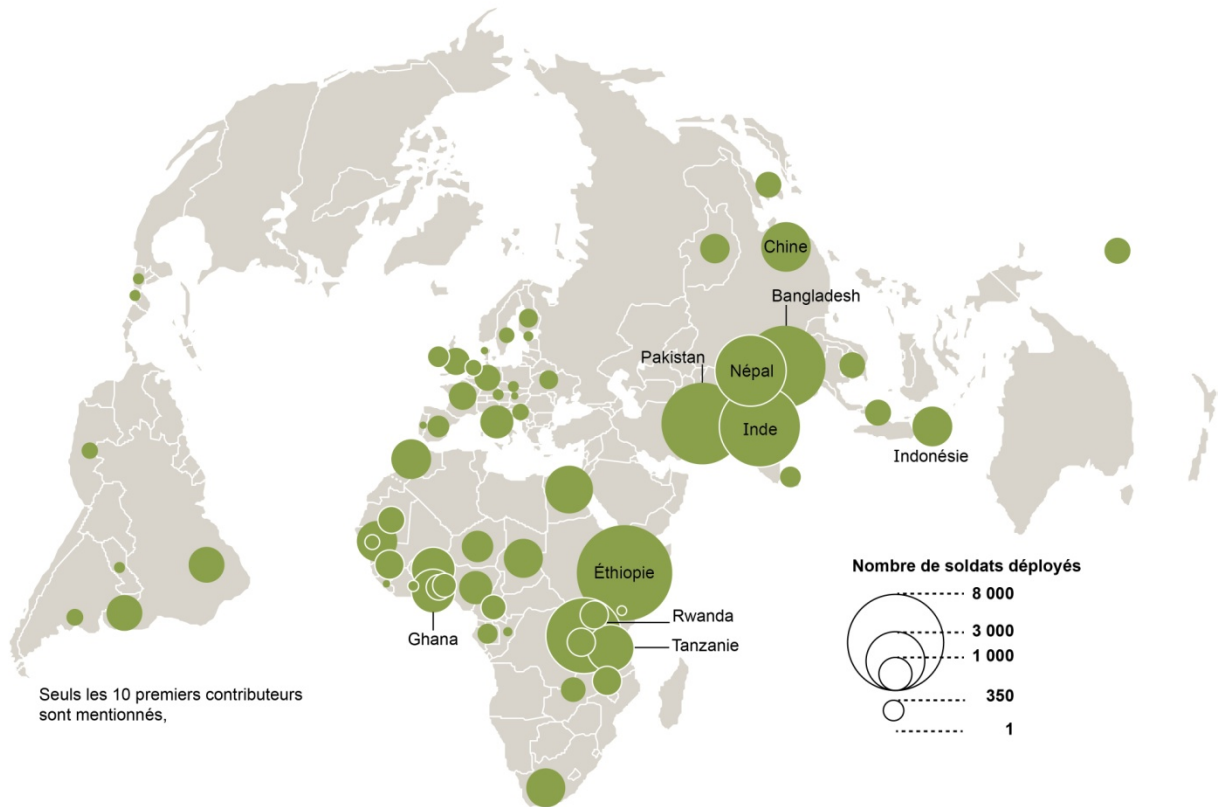 Chine
Bangladesh
Pakistan
Népal
Inde
Indonésie
Éthiopie
Rwanda
Tanzanie
Ghana
Nombre de soldats déployés
8 000
3 000
1 000
350
1
Seuls les 10 premiers contributeurs
sont mentionnés,